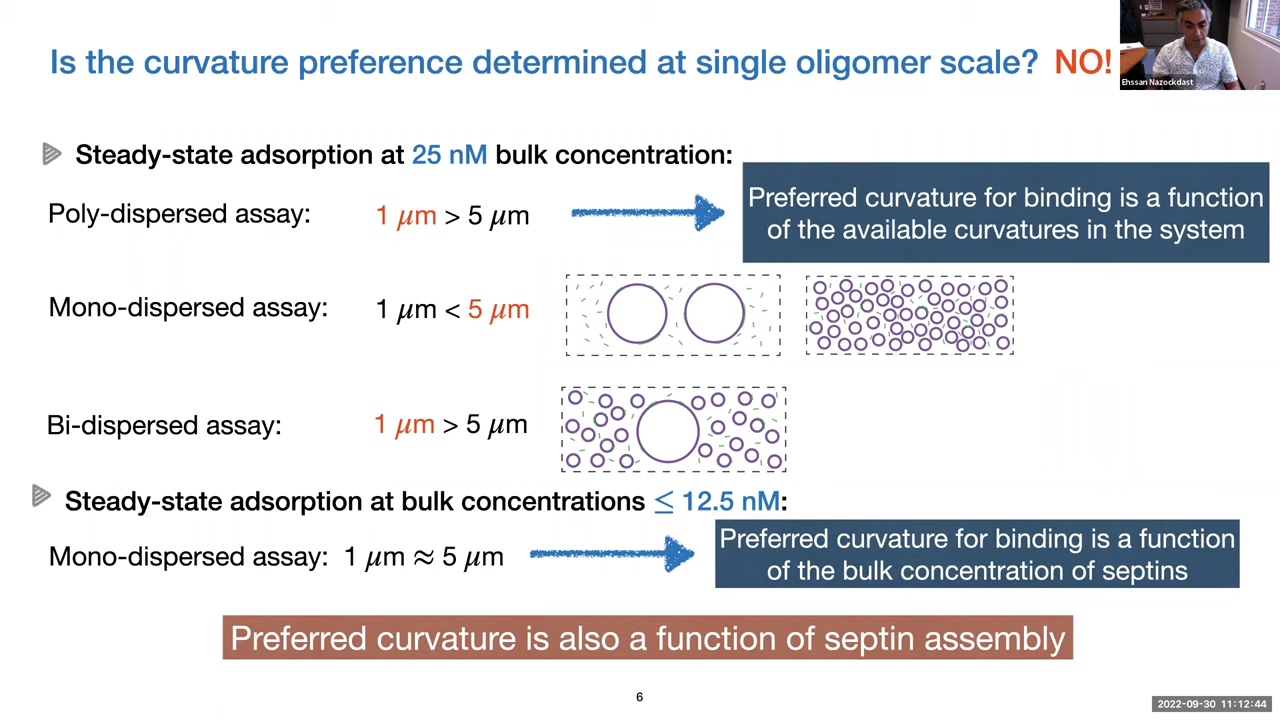 Is the curvature preference determined at single oligomer scale? NO!
Ehssan Nazockdast
Steady-state adsorption at 25 nM bulk concentration:
Poly-dispersed assay: 1 μm > 5 μm
Preferred curvature for binding is a function
of the available curvatures in the system
Mono-dispersed assay: 1 μm < 5 μm
Bi-dispersed assay: 1 μm > 5 μm
Steady-state adsorption at bulk concentrations ≤ 12.5 nM:
Mono-dispersed assay: 1 μm ≈ 5 μm
Preferred curvature for binding is a function
of the bulk concentration of septins
Preferred curvature is also a function of septin assembly
6
2022-09-30 11:12:44